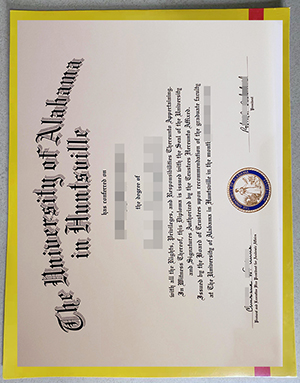 The University of Alabama
in Huntsville
has conferred on
the degree of
with all the Rights, Privileges, and Responsibilities Thereunto Appertaining.
In Witness Thereof, this Diploma is issued with the Seal of the University
and Signatures Authorized by the Trustees Hereunto Affixed.
Issued by the Board of Trustees upon recommendation of the graduate faculty
at The University of Alabama in Huntsville in the month
President